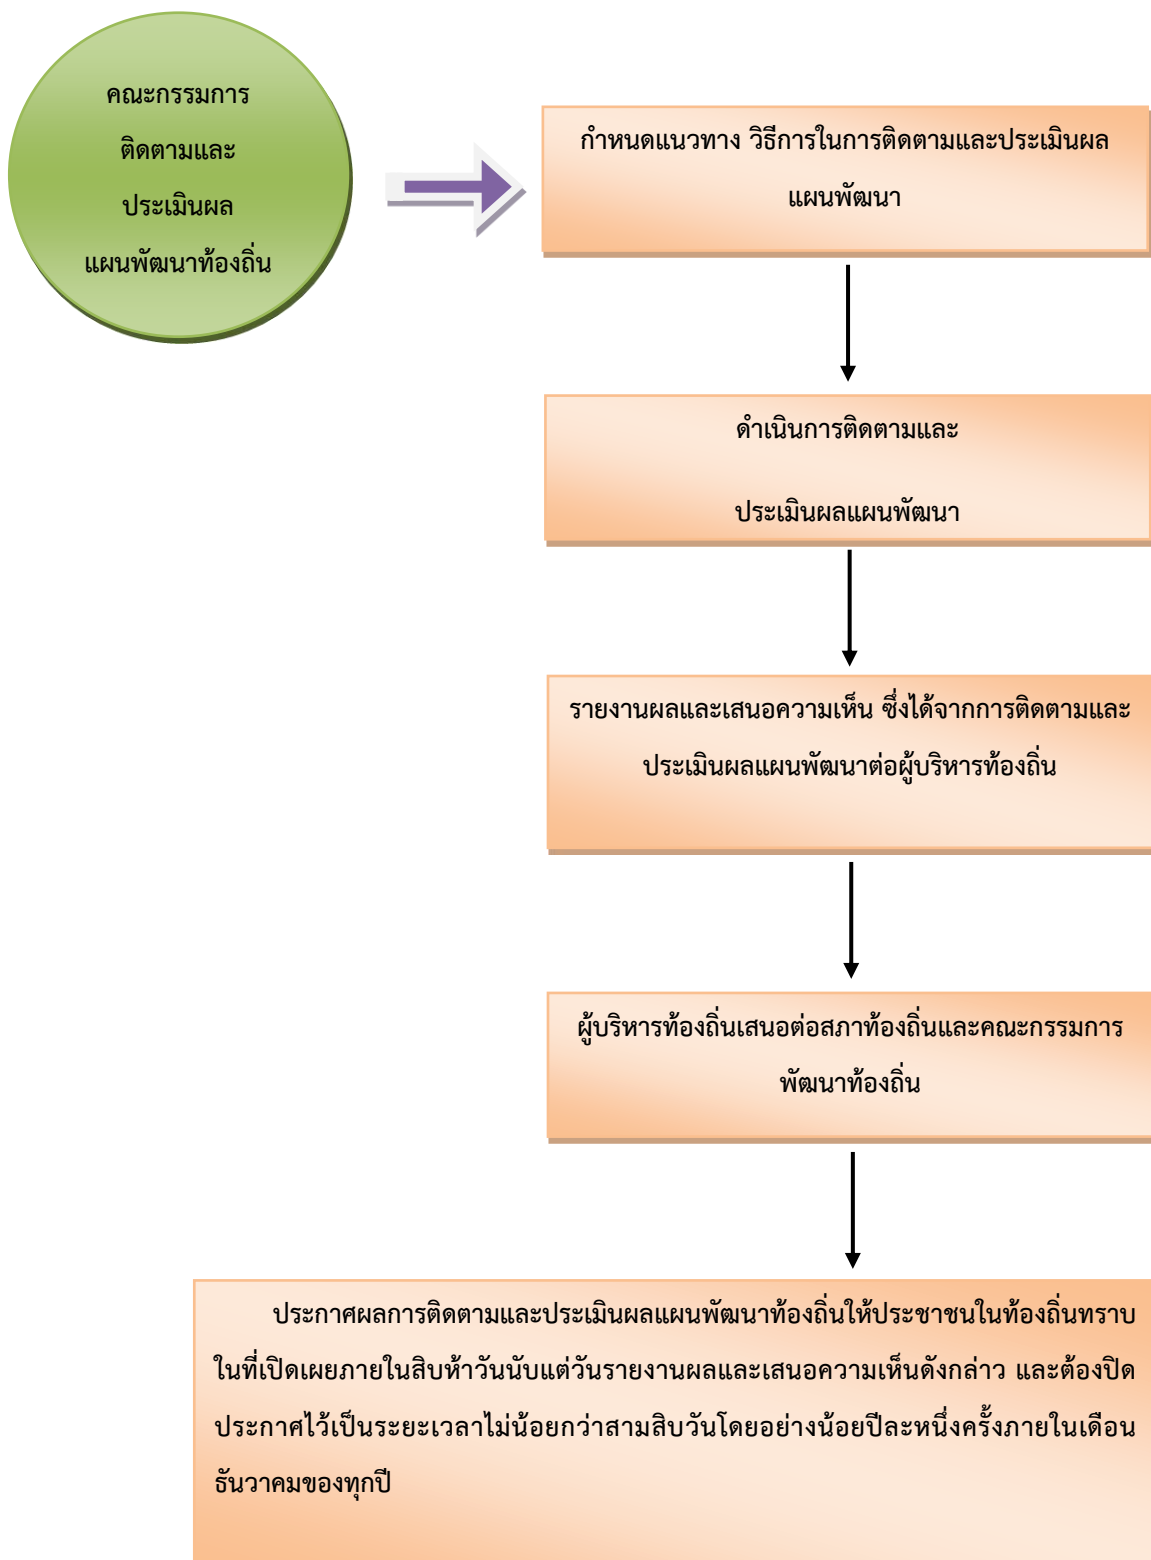 คณะกรรมการ
ติดตามและ
ประเมินผล
แผนพัฒนาท้องถิ่น
กำหนดแนวทาง วิธีการในการติดตามและประเมินผล
แผนพัฒนา
ดำเนินการติดตามและ
ประเมินผลแผนพัฒนา
รายงานผลและเสนอความเห็น ซึ่งได้จากการติดตามและ
ประเมินผลแผนพัฒนาต่อผู้บริหารท้องถิ่น
ผู้บริหารท้องถิ่นเสนอต่อสภาท้องถิ่นและคณะกรรมการ
พัฒนาท้องถิ่น
ประกาศผลการติดตามและประเมินผลแผนพัฒนาท้องถิ่นให้ประชาชนในท้องถิ่นทราบ
ในที่เปิดเผยภายในสิบห้าวันนับแต่วันรายงานผลและเสนอความเห็นดังกล่าว และต้องปิด
ประกาศไว้เป็นระยะเวลาไม่น้อยกว่าสามสิบวันโดยอย่างน้อยปีละหนึ่งครั้งภายในเดือน
ธันวาคมของทุกปี